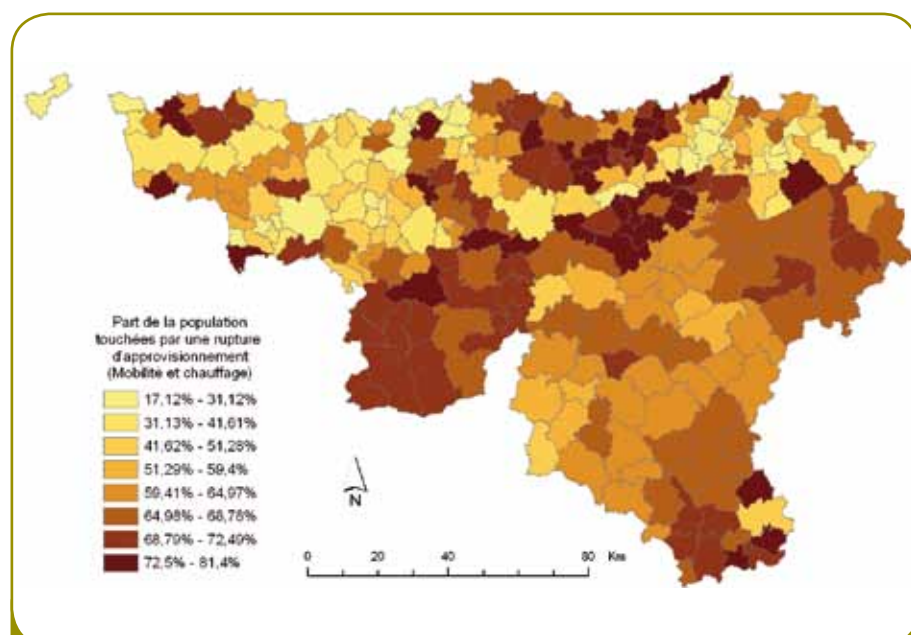 Part de la population
touchées par une rupture
d'approvisionnement
(Mobilité et chauffage)
17,12% - 31,12%
31,13% - 41,61%
41,62% - 51,28%
51,29% - 59,4%
59,41% - 64,97%
64,98% - 68,78%
68,79% - 72,49%
72,5% - 81,4%
N
0 20 40 80 Kms